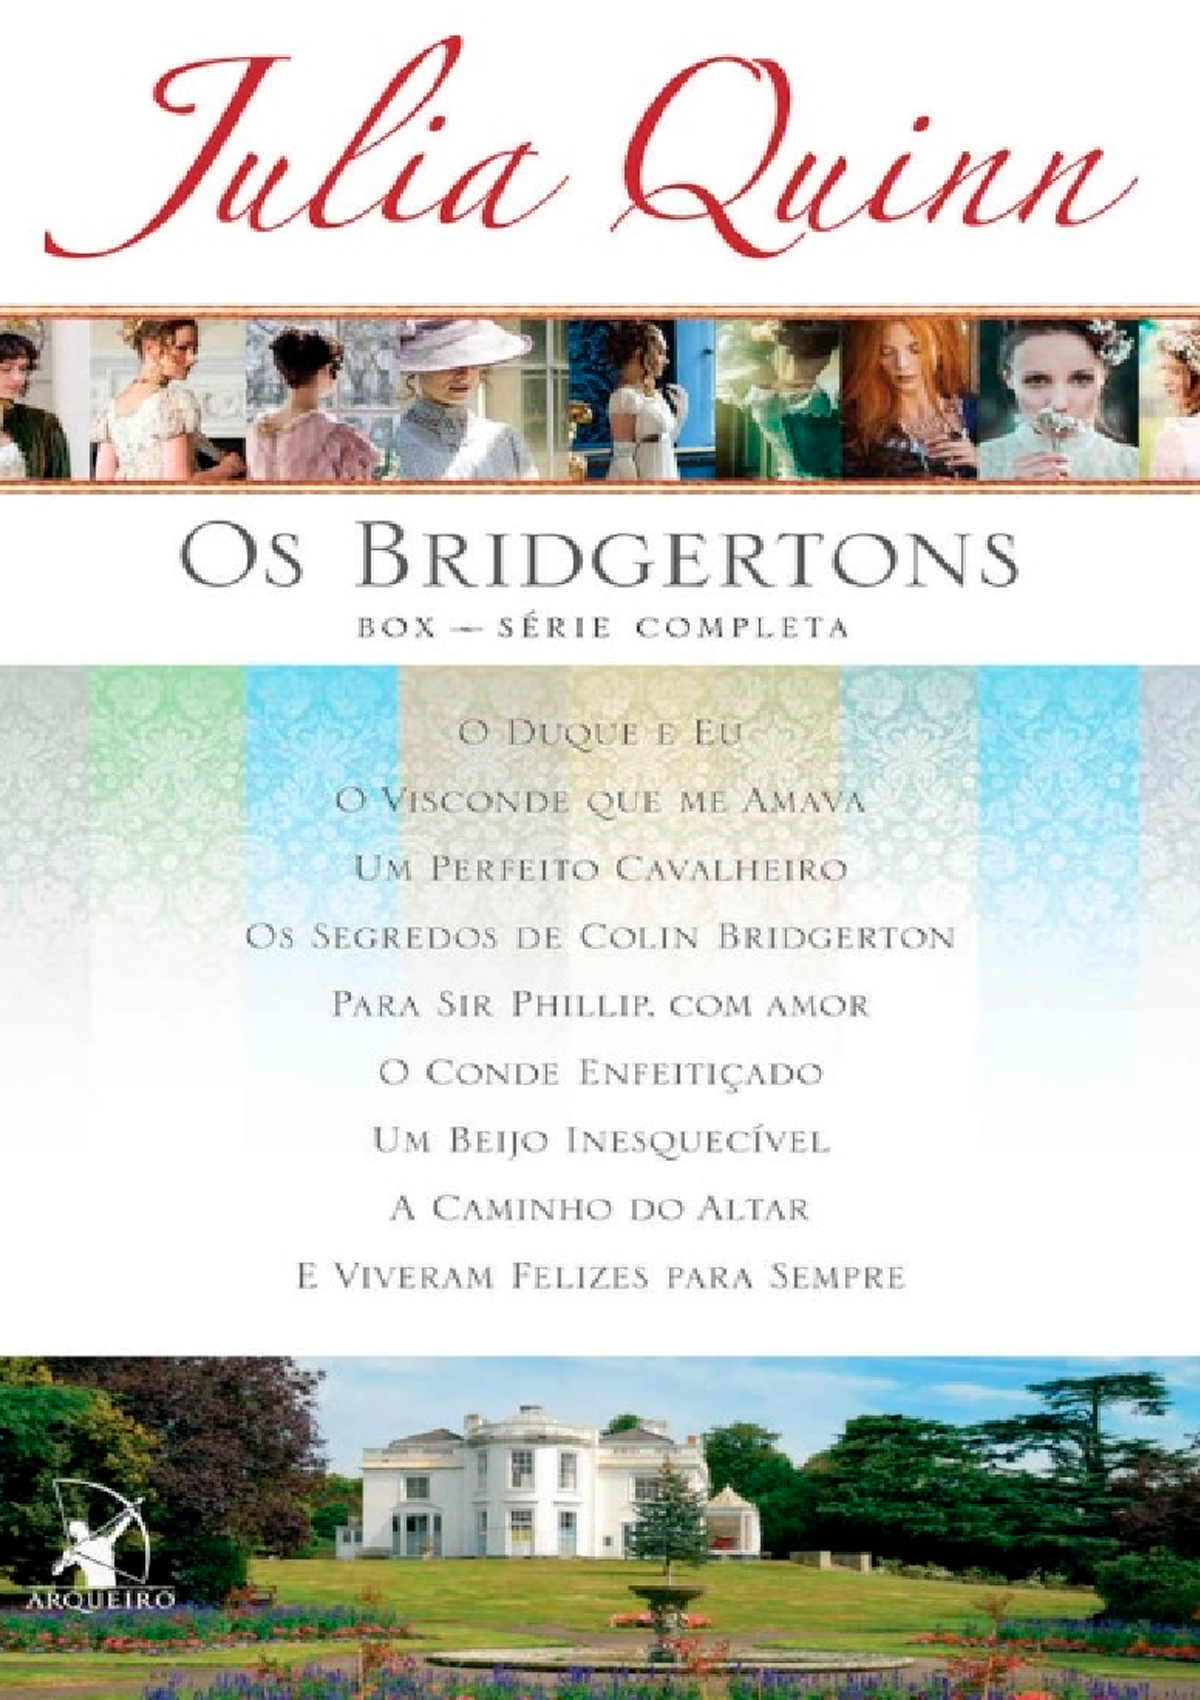 Julia Quinn
OS BRIDGERTONS
BOX — SÉRIE COMPLETA
O DUQUE E EU
O VISCONDE QUE ME AMAVA
UM PERFEITO CAVALHEIRO
OS SEGREDOS DE COLIN BRIDGERTON
PARA SIR PHILLIP, COM AMOR
O CONDE ENFEITIÇADO
UM BEIJO INESQUECÍVEL
A CAMINHO DO ALTAR
E VIVERAM FELIZES PARA SEMPRE
ARQUEIRO